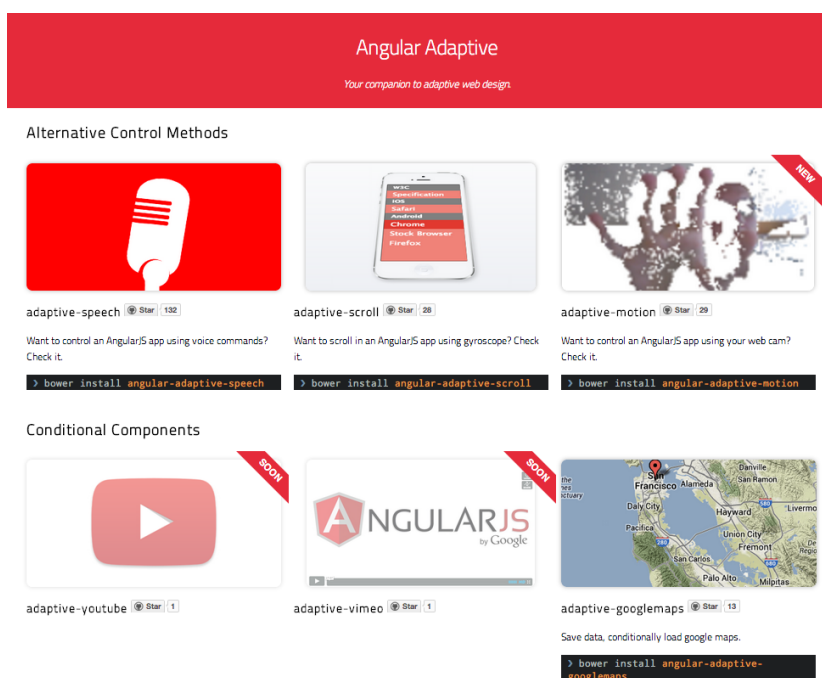 Angular Adaptive
Your companion to adaptive web design.
Alternative Control Methods
W3C
Specification
iOS
Safari
Android
Chrome
Stock Browser
Firefox
NEW
adaptive-speech Star 132
adaptive-scroll Star 28
adaptive-motion Star 29
Want to control an AngularJS app using voice commands?
Check it.
Want to scroll in an AngularJS app using gyroscope? Check
it.
Want to control an AngularJS app using your web cam?
Check it.
❯ bower install angular-adaptive-speech
❯ bower install angular-adaptive-scroll
❯ bower install angular-adaptive-motion
Conditional Components
SOON
SOON
ANGULARJS
by Google
Danville
San Francisco
Alameda
San Ramon
Daly City
Hayward
580
Livermo
Pacifica
Union City
280
Fremont
San Carlos
880
Palo Alto
Milpitas
adaptive-youtube Star 1
adaptive-vimeo Star 1
adaptive-googlemaps Star 13
Save data, conditionally load google maps.
❯ bower install angular-adaptive-
googlemaps